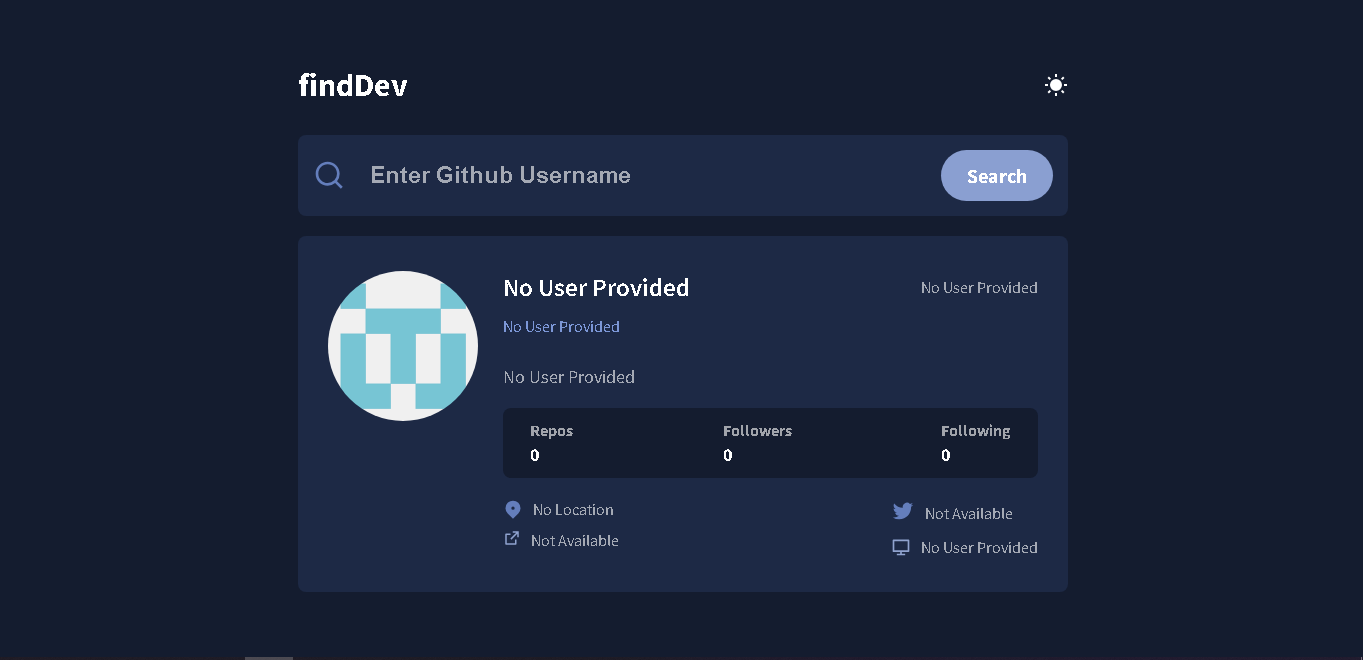 findDev
Enter Github Username
Search
No User Provided
No User Provided
No User Provided
No User Provided
Repos
Followers
Following
0
0
0
No Location
Not Available
Not Available
No User Provided